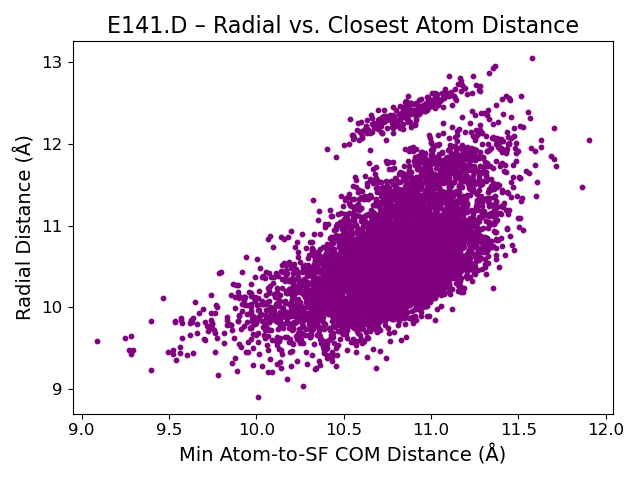 E141.D – Radial vs. Closest Atom Distance
Radial Distance (Å)
13
12
11
10
9
9.0 9.5 10.0 10.5 11.0 11.5 12.0
Min Atom-to-SF COM Distance (Å)